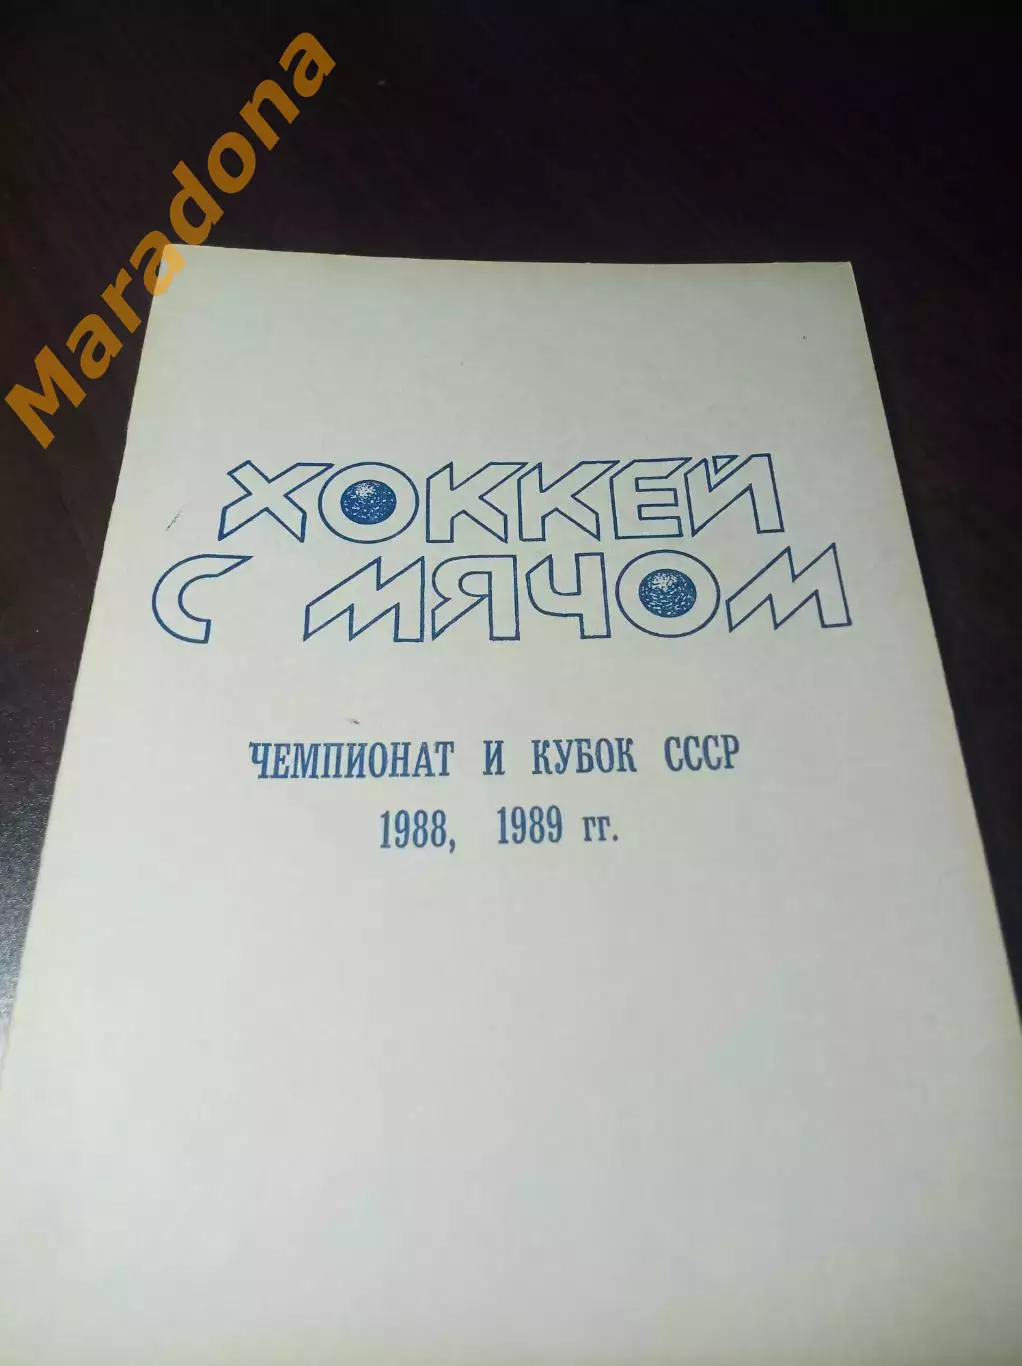 Maradona
ХОККЕЙ
С МЯЧОМ
ЧЕМПИОНАТ И КУБОК СССР
1988, 1989 гг.